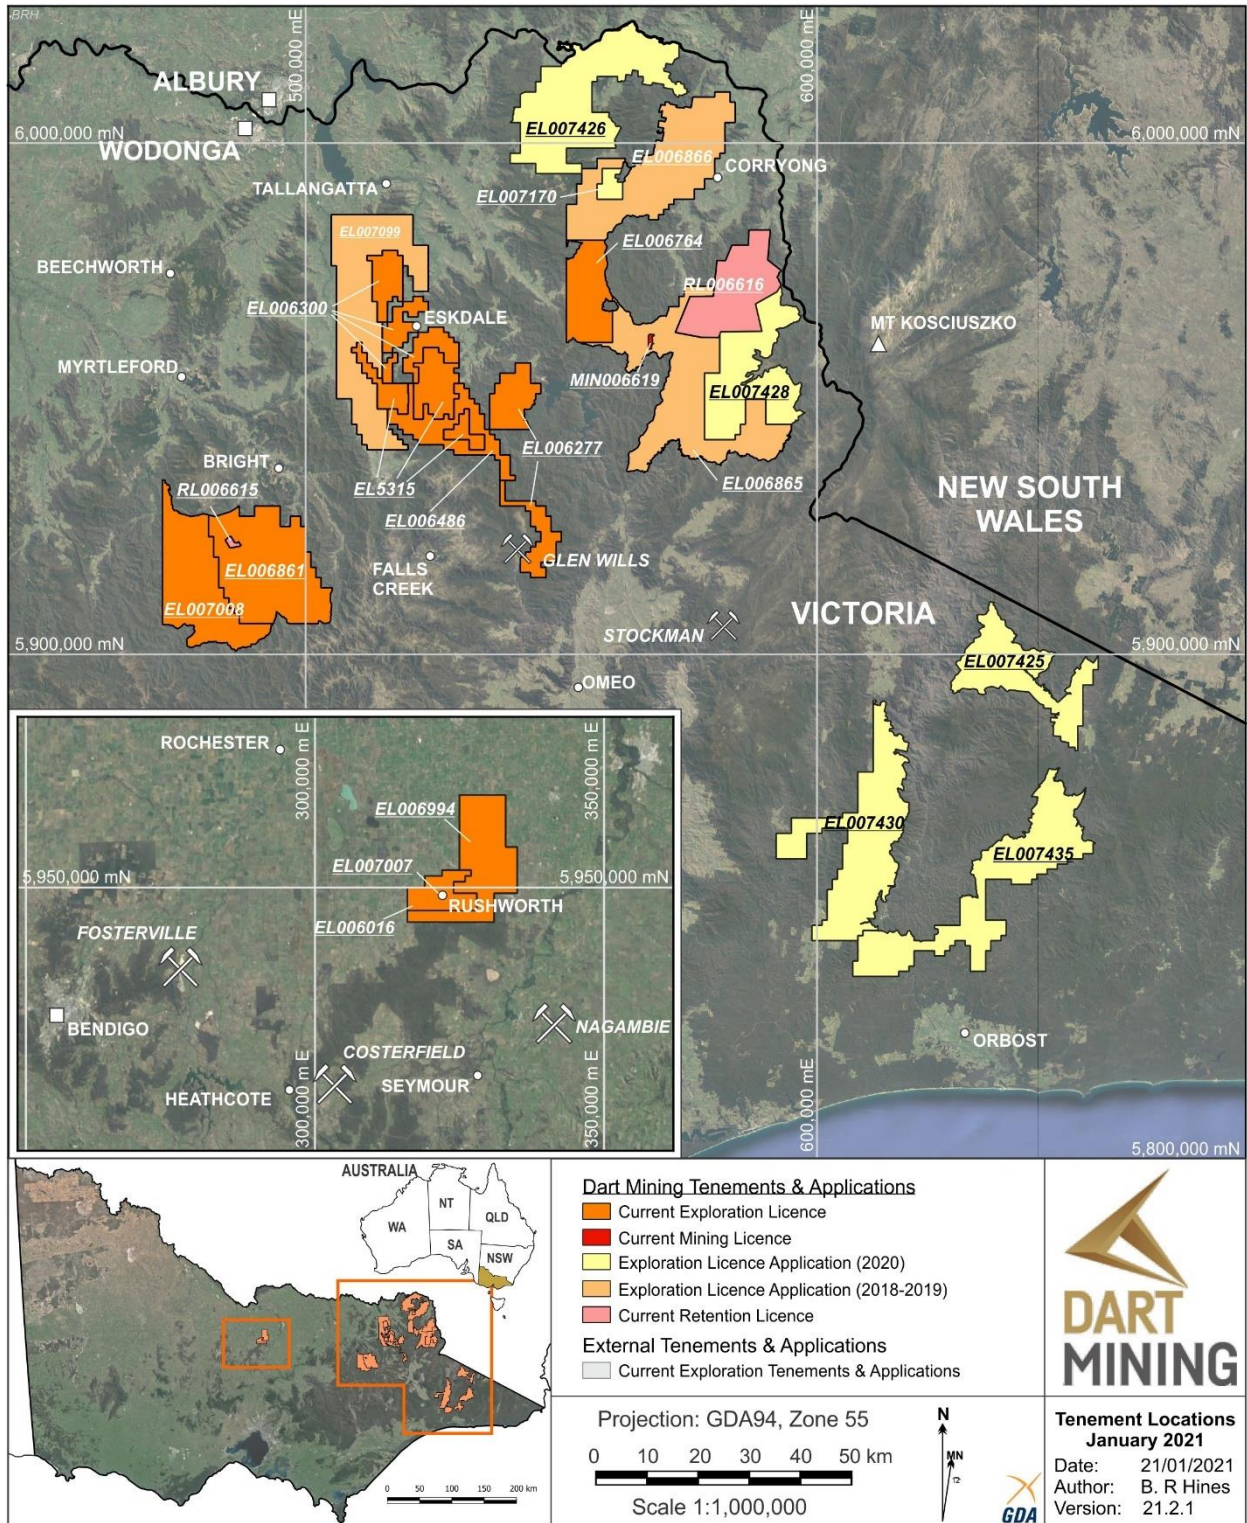 BRH
500,000 mE
600,000 mE
ALBURY
6,000,000 mN
6,000,000 mN
WODONGA
EL007426
EL006866
CORRYONG
TALLANGATTA
EL007170
EL007099
EL006764
BEECHWORTH
RL006616
EL006300
ESKDALE
MT KOSCIUSZKO
MYRTLEFORD
MIN006619
EL007428
EL006277
BRIGHT
EL5315
EL006865
RL006615
NEW SOUTH
WALES
EL006486
GLEN WILLS
FALLS
CREEK
EL006861
EL007008
VICTORIA
STOCKMAN
5,900,000 mN
5,900,000 mN
EL007425
OMEO
EL007430
EL007435
ORBOST
600,000 mE
5,800,000 mN
ROCHESTER
300,000 m E
350,000 m E
EL006994
EL007007
5,950,000 mN
5,950,000 mN
RUSHWORTH
EL006016
FOSTERVILLE
BENDIGO
NAGAMBIE
COSTERFIELD
SEYMOUR
HEATHCOTE
300,000 m E
350,000 m E
AUSTRALIA
NT
QLD
WA
SA
NSW
0 50 100 150 200 km
Dart Mining Tenements & Applications
Current Exploration Licence
Current Mining Licence
Exploration Licence Application (2020)
Exploration Licence Application (2018-2019)
Current Retention Licence
External Tenements & Applications
Current Exploration Tenements & Applications
Projection: GDA94, Zone 55
0 10 20 30 40 50 km
Scale 1:1,000,000
N
MN
GDA
DART
MINING
Tenement Locations
January 2021
Date: 21/01/2021
Author: B. R Hines
Version: 21.2.1